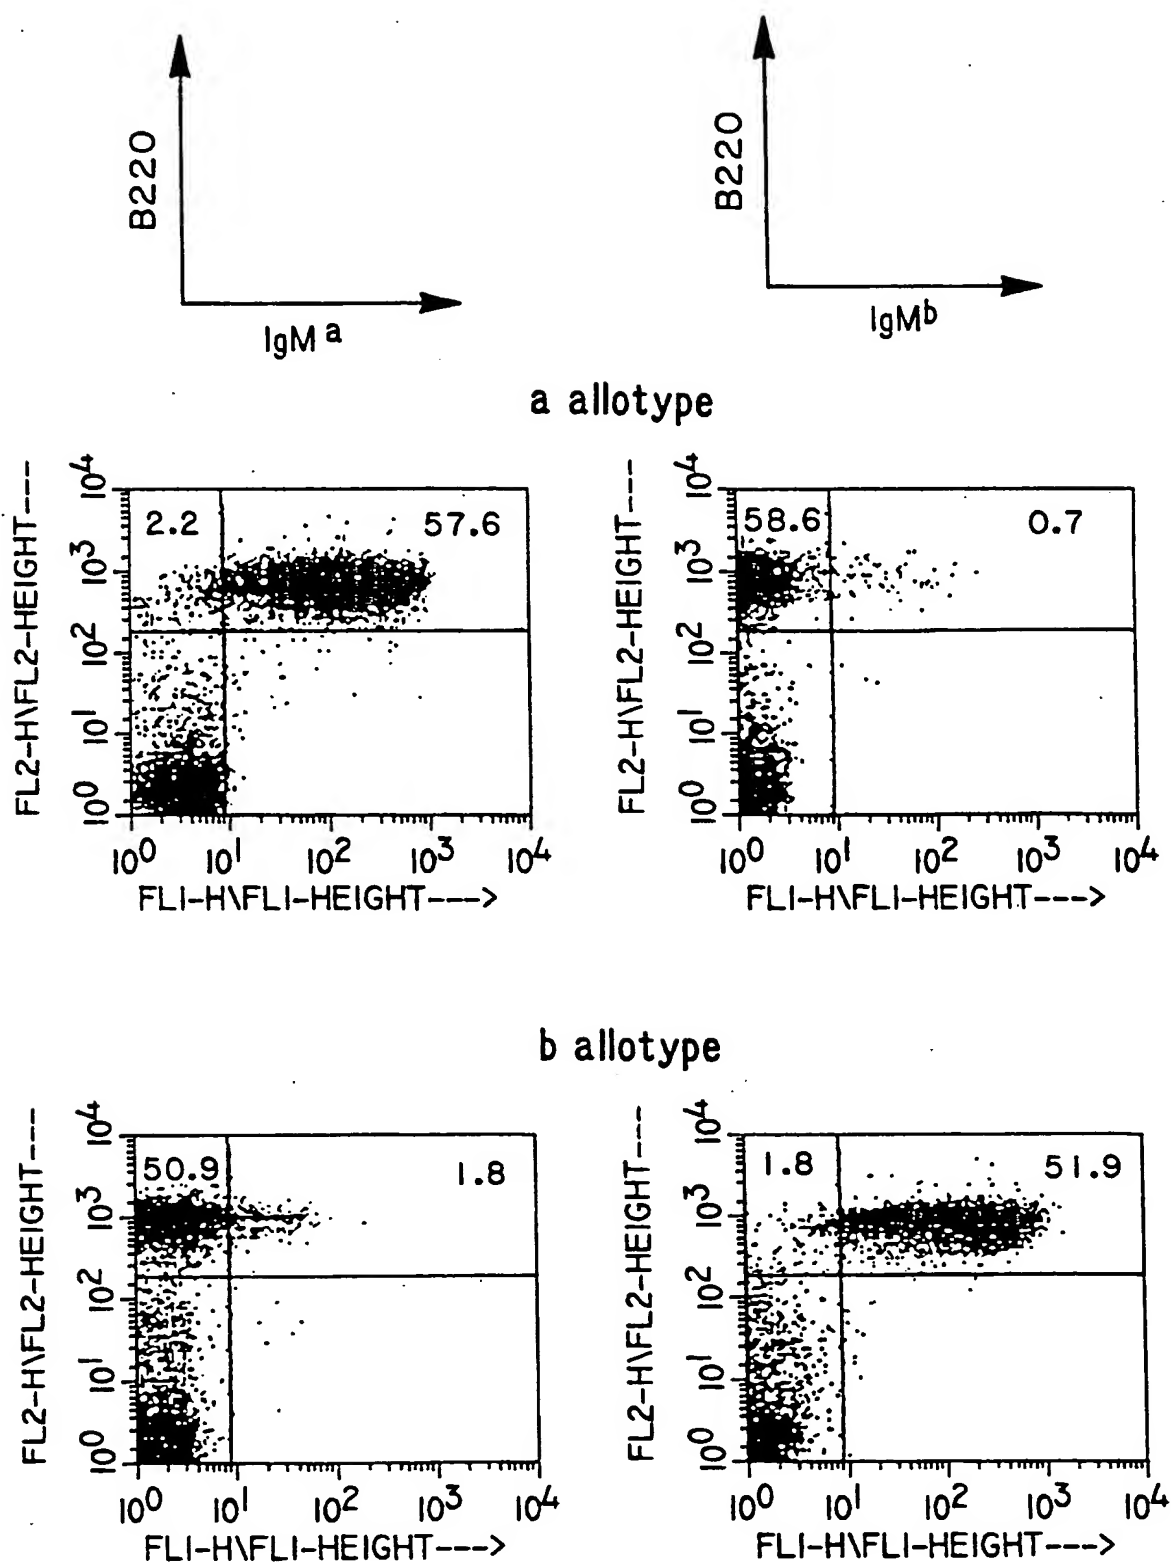 B220
IgM a
B220
IgM b
a allotype
FL2-H\FL2-HEIGHT----
10^4
10^3
10^2
10^1
10^0
2.2
57.6
10^0 10^1 10^2 10^3 10^4
FL1-H\FL1-HEIGHT--->
FL2-H\FL2-HEIGHT----
10^4
10^3
10^2
10^1
10^0
58.6
0.7
10^0 10^1 10^2 10^3 10^4
FL1-H\FL1-HEIGHT--->
b allotype
FL2-H\FL2-HEIGHT----
10^4
10^3
10^2
10^1
10^0
50.9
1.8
10^0 10^1 10^2 10^3 10^4
FL1-H\FL1-HEIGHT--->
FL2-H\FL2-HEIGHT----
10^4
10^3
10^2
10^1
10^0
1.8
51.9
10^0 10^1 10^2 10^3 10^4
FL1-H\FL1-HEIGHT--->